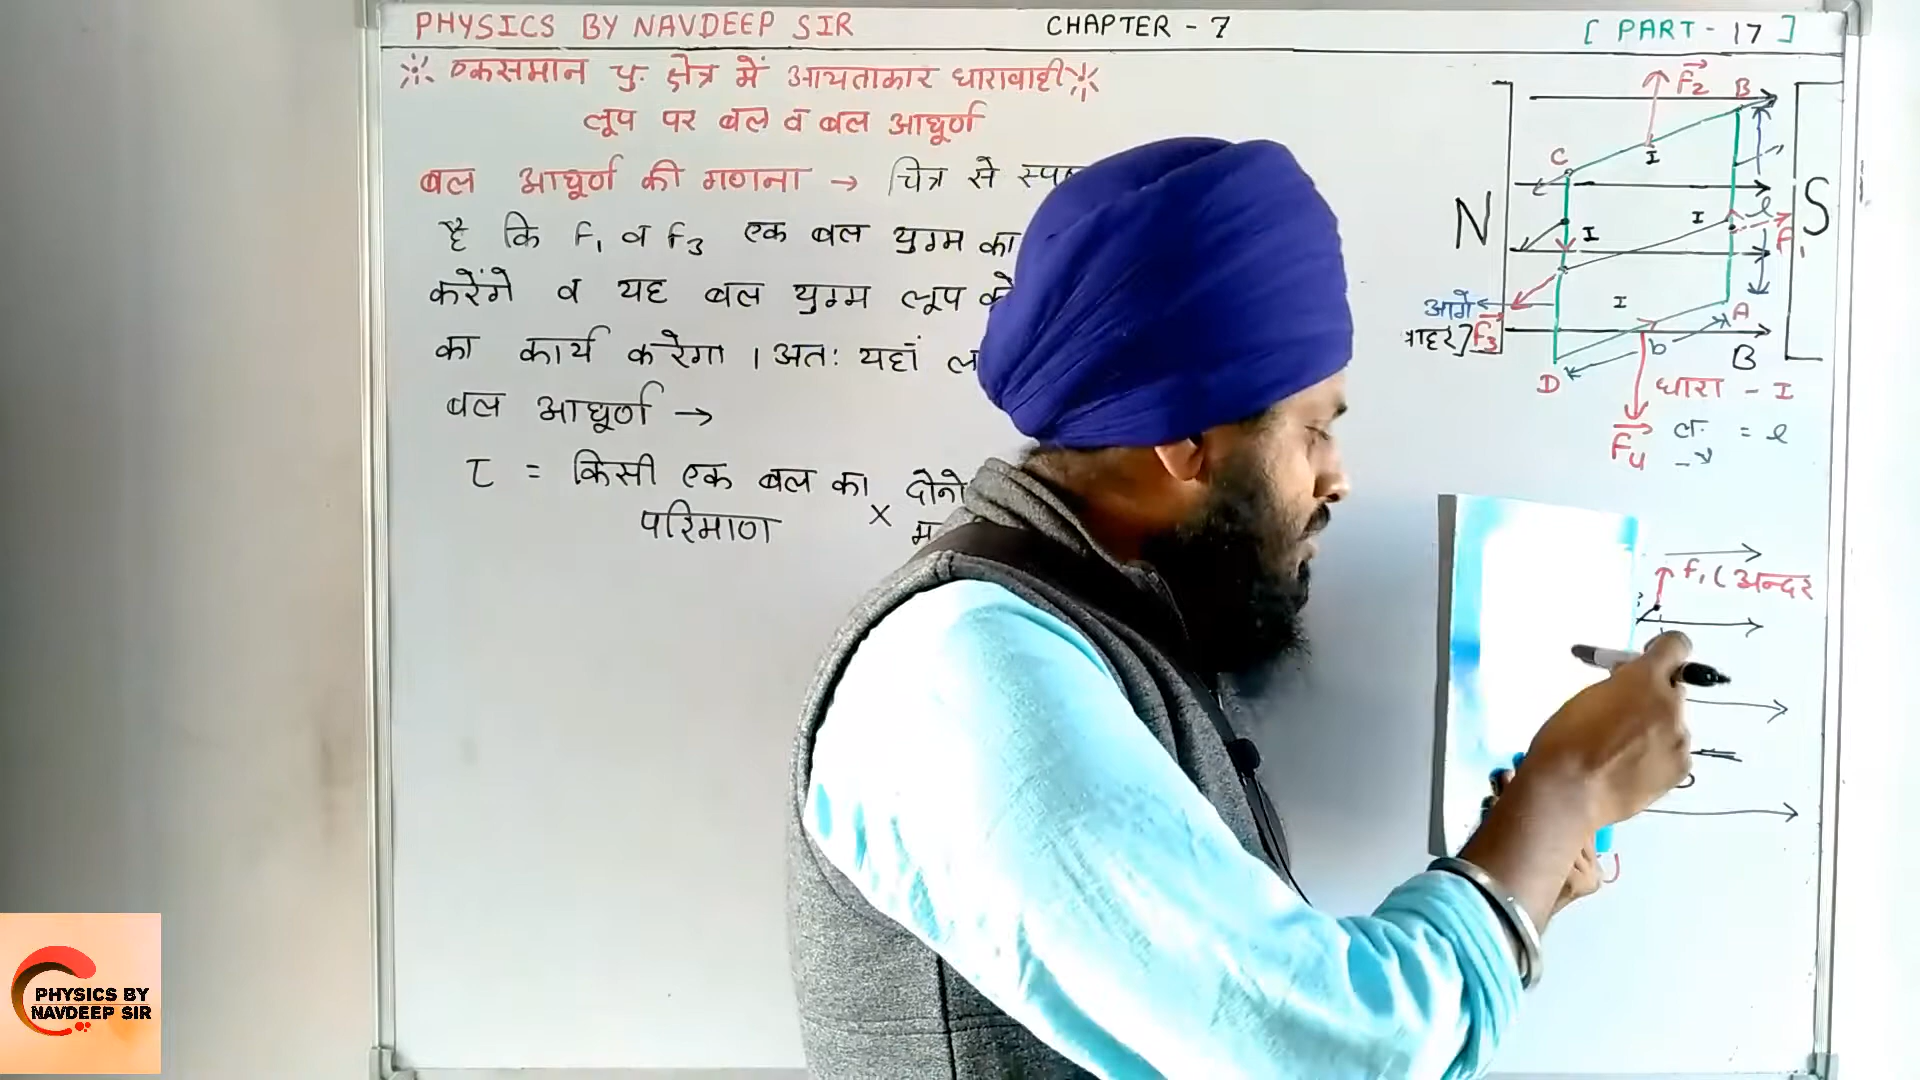 PHYSICS BY NAVDEEP SIR CHAPTER - 7 [ PART - 17 ]
एकसमान चु. क्षेत्र में आयताकार धारावाही
लूप पर बल व बल आघूर्ण
बल आघूर्ण की गणना → चित्र से
है कि F₁ व F₃ एक बल युग्म का
करेंगे व यह बल युग्म लूप को
का कार्य करेगा । अतः यहां
बल आघूर्ण →
τ = किसी एक बल का × दोनो
परिमाण
F₂ B
C I
N S
I I l
F₁
आगे I A
F₃ b B
D
धारा - I
F₄ = l
F₁ (अन्दर
PHYSICS BY
NAVDEEP SIR